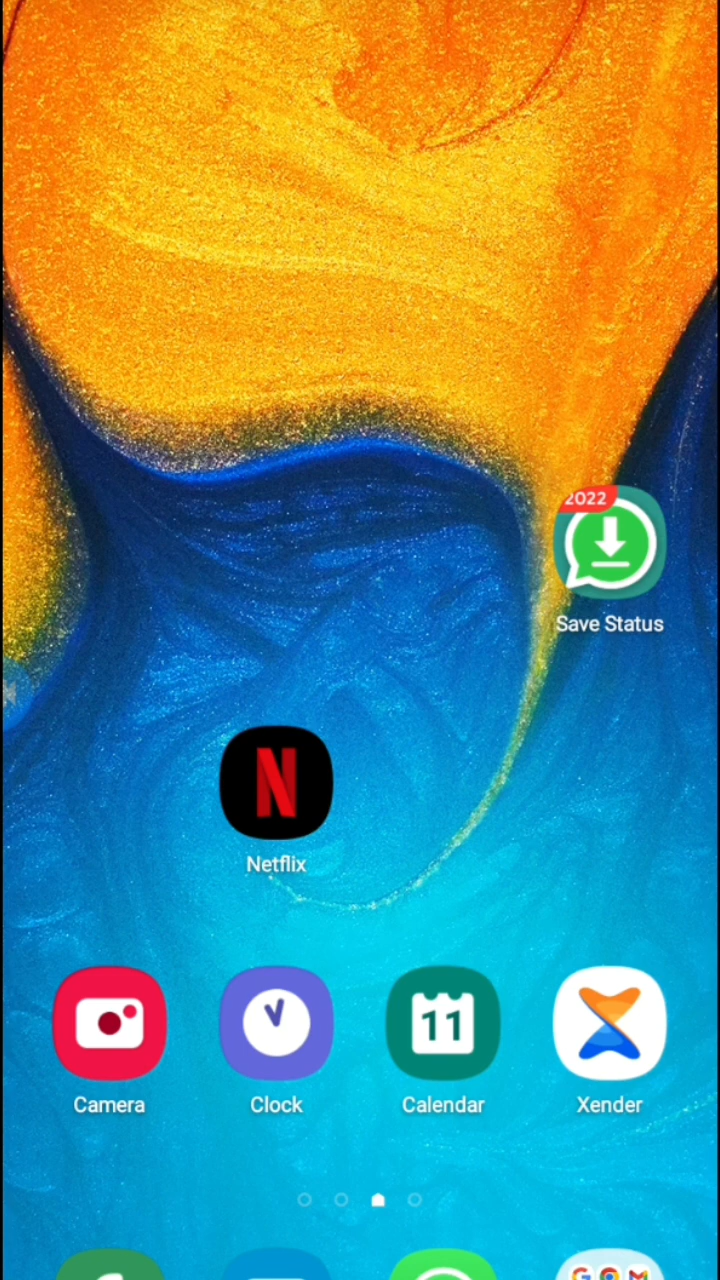 2022
Save Status
N
Netflix
11
Camera
Clock
Calendar
Xender